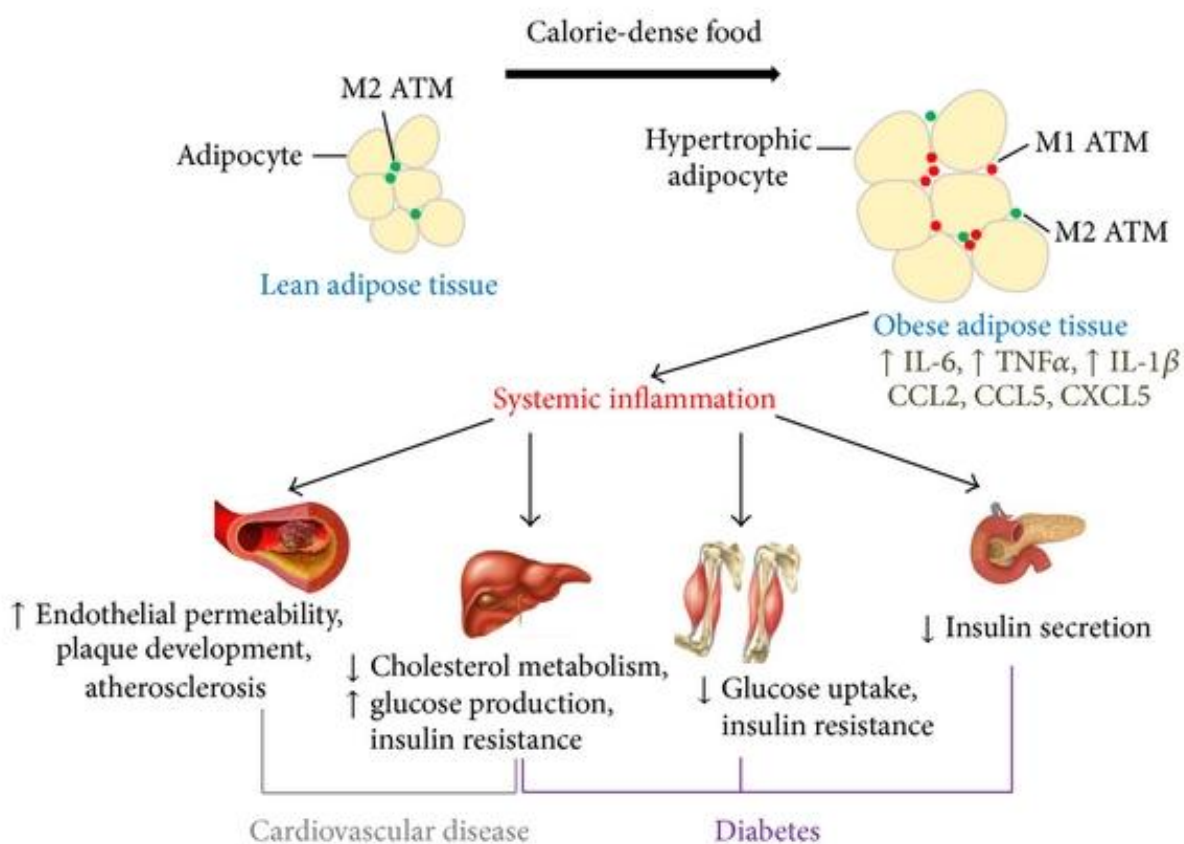 Calorie-dense food
M2 ATM
Adipocyte
Lean adipose tissue
Hypertrophic
adipocyte
M1 ATM
M2 ATM
Obese adipose tissue
↑ IL-6, ↑ TNFα, ↑ IL-1β
CCL2, CCL5, CXCL5
Systemic inflammation
↑ Endothelial permeability,
plaque development,
atherosclerosis
↓ Cholesterol metabolism,
↑ glucose production,
insulin resistance
↓ Glucose uptake,
insulin resistance
↓ Insulin secretion
Cardiovascular disease
Diabetes